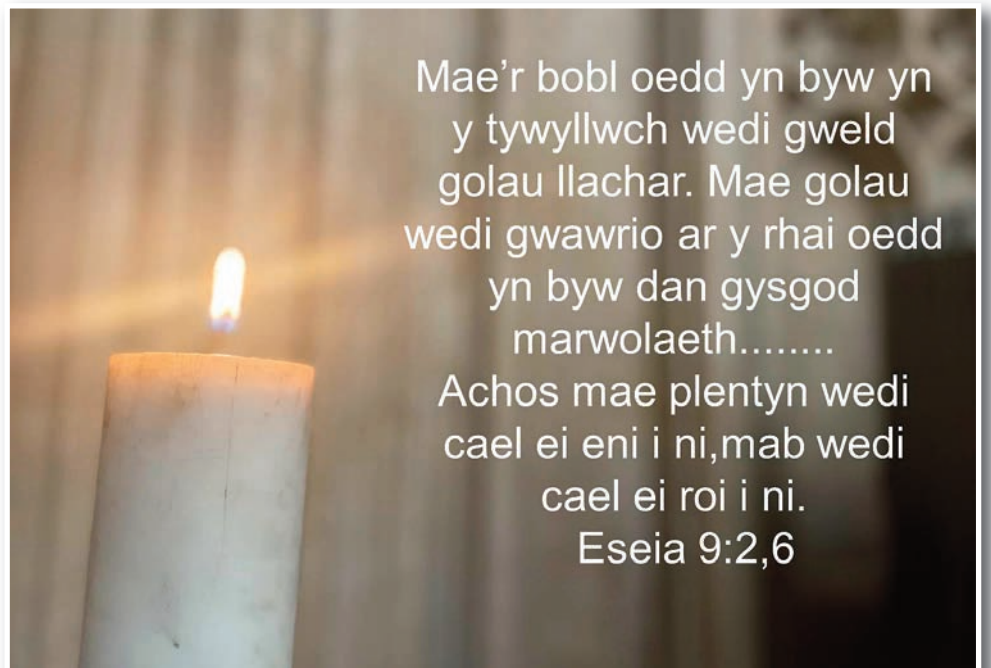 Mae'r bobl oedd yn byw yn
y tywyllwch wedi gweld
golau llachar. Mae golau
wedi gwawrio ar y rhai oedd
yn byw dan gysgod
marwolaeth........
Achos mae plentyn wedi
cael ei eni i ni,mab wedi
cael ei roi i ni.
Eseia 9:2,6